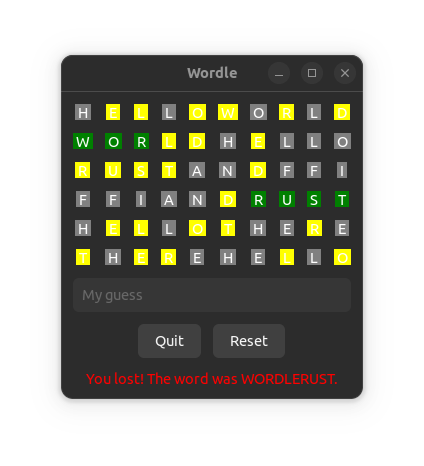 Wordle
H E L L O W O R L D
W O R L D H E L L O
R U S T A N D F F I
F F I A N D R U S T
H E L L O T H E R E
T H E R E H E L L O
My guess
Quit Reset
You lost! The word was WORDLERUST.